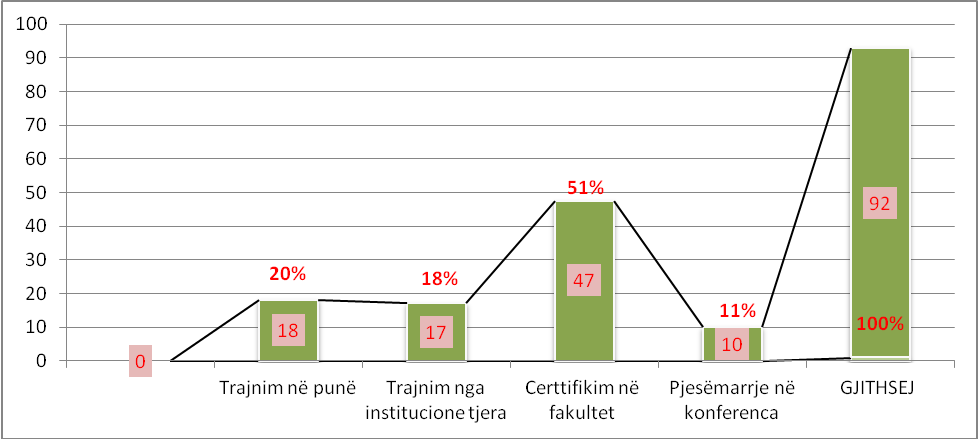 100
90
80
70
60
50
40
30
20
10
0
51%
92
20%
18%
47
11%
100%
0
18
17
10
Trajnim në punë
Trajnim nga
institucione tjera
Certtifikim në
fakultet
Pjesëmarrje në
konferenca
GJITHSEJ